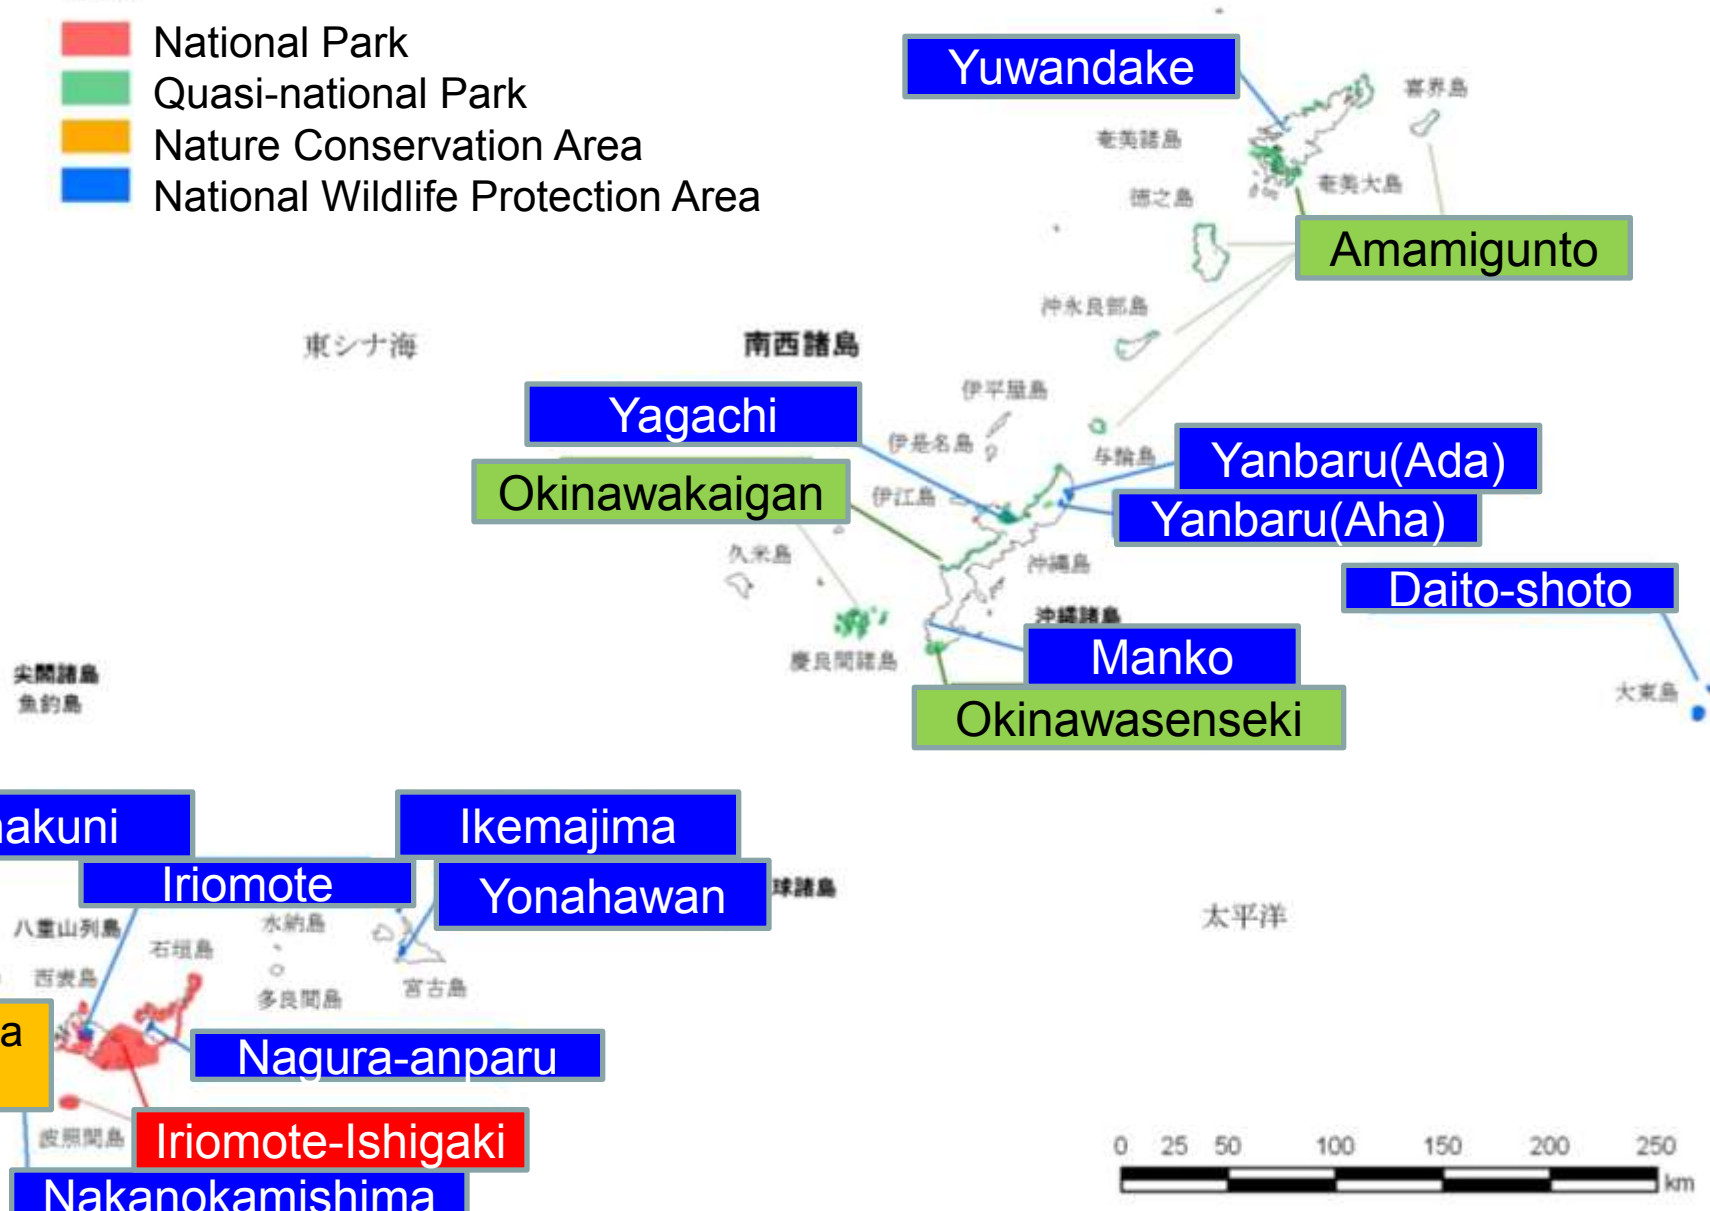 National Park
Quasi-national Park
Nature Conservation Area
National Wildlife Protection Area
Yuwandake
喜界島
奄美諸島
奄美大島
徳之島
Amamigunto
沖永良部島
東シナ海
南西諸島
伊平屋島
Yagachi
伊是名島
与論島
Yanbaru(Ada)
Okinawakaigan
伊江島
Yanbaru(Aha)
久米島
沖縄島
Daito-shoto
沖縄諸島
慶良間諸島
Manko
尖閣諸島
魚釣島
大東島
Okinawasenseki
akuni
Ikemajima
Iriomote
Yonahawan
球諸島
八重山列島
水納島
石垣島
太平洋
西表島
多良間島
宮古島
a
Nagura-anparu
波照間島
Iriomote-Ishigaki
Nakanokamishima
0 25 50 100 150 200 250
km